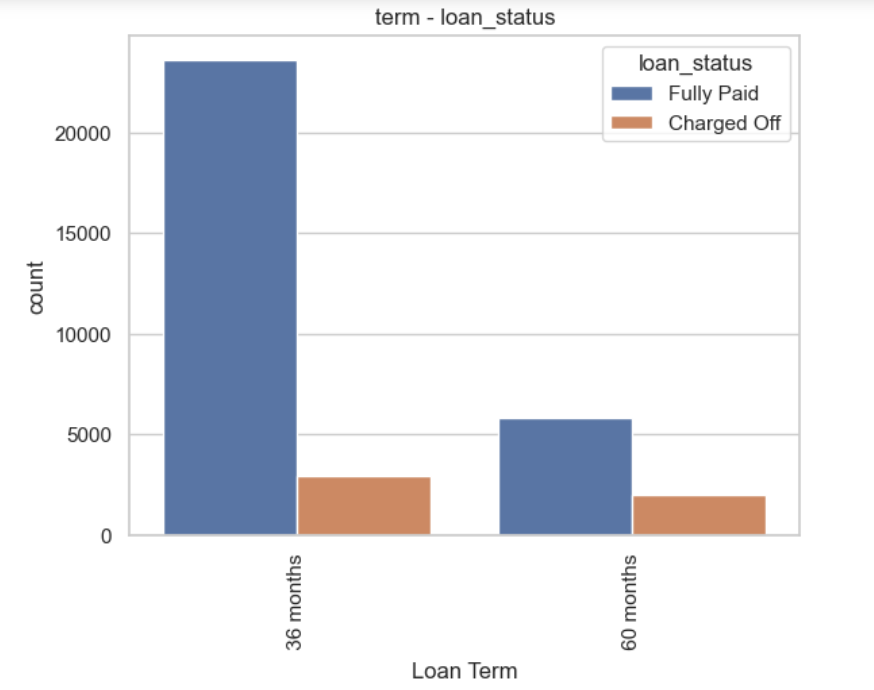 term - loan_status
loan_status
Fully Paid
Charged Off
20000
15000
10000
5000
0
count
36 months
60 months
Loan Term